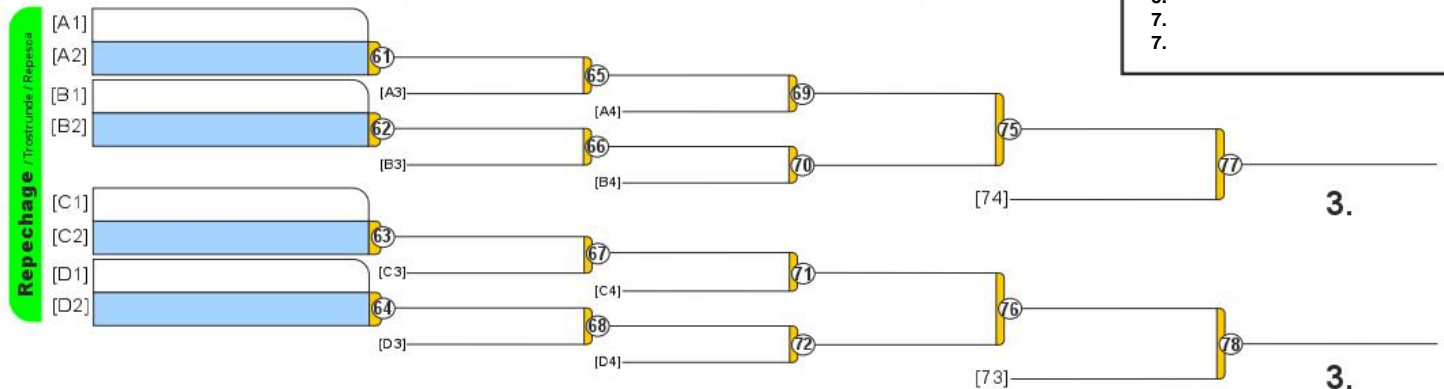 7.
7.
Repechage / Trostrunde / Repesca
[A1]
[A2]
61
[B1]
[B2]
62
[A3]
65
[B3]
66
[A4]
69
[B4]
70
75
[74]
77
3.
[C1]
[C2]
63
[D1]
[D2]
64
[C3]
67
[D3]
68
[C4]
71
[D4]
72
76
[73]
78
3.